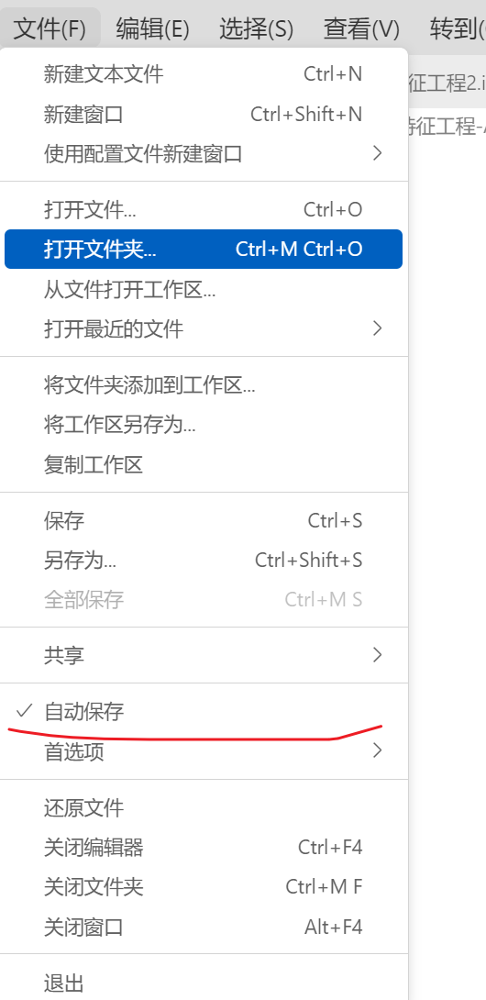 文件(F) 编辑(E) 选择(S) 查看(V) 转到(
新建文本文件 Ctrl+N
征工程2.i
新建窗口 Ctrl+Shift+N
特征工程-
使用配置文件新建窗口
打开文件... Ctrl+O
打开文件夹... Ctrl+M Ctrl+O
从文件打开工作区...
打开最近的文件
将文件夹添加到工作区...
将工作区另存为...
复制工作区
保存 Ctrl+S
另存为... Ctrl+Shift+S
全部保存 Ctrl+M S
共享
自动保存
首选项
还原文件
关闭编辑器 Ctrl+F4
关闭文件夹 Ctrl+M F
关闭窗口 Alt+F4
退出